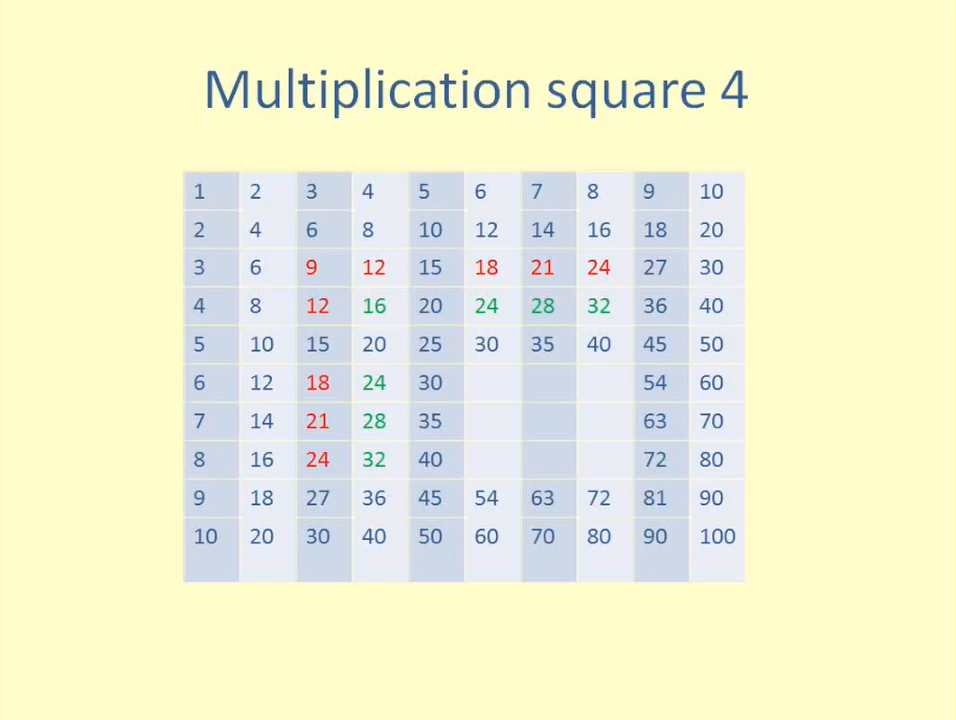 Multiplication square 4
1 2 3 4 5 6 7 8 9 10
2 4 6 8 10 12 14 16 18 20
3 6 9 12 15 18 21 24 27 30
4 8 12 16 20 24 28 32 36 40
5 10 15 20 25 30 35 40 45 50
6 12 18 24 30 54 60
7 14 21 28 35 63 70
8 16 24 32 40 72 80
9 18 27 36 45 54 63 72 81 90
10 20 30 40 50 60 70 80 90 100